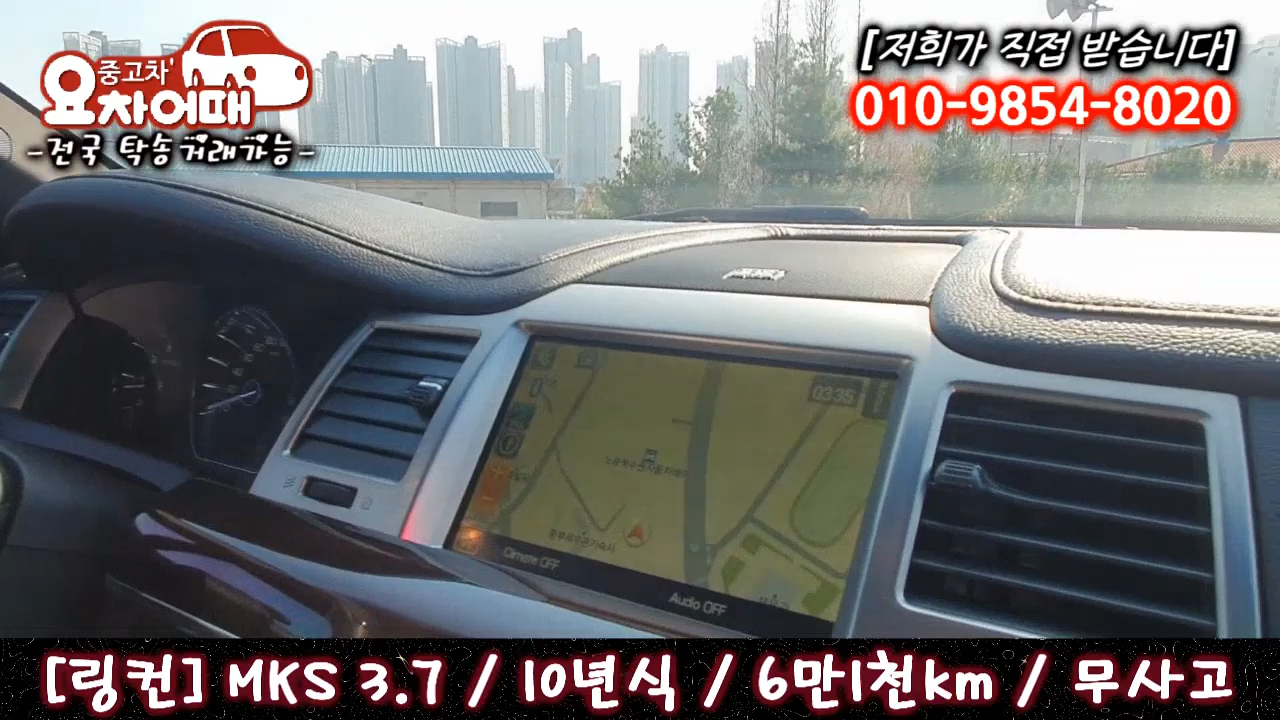 중고차'
요차어때
-전국 탁송거래가능-
[저희가 직접 받습니다]
010-9854-8020
03:35
Climate OFF
Audio OFF
[링컨] MKS 3.7 / 10년식 / 6만1천km / 무사고